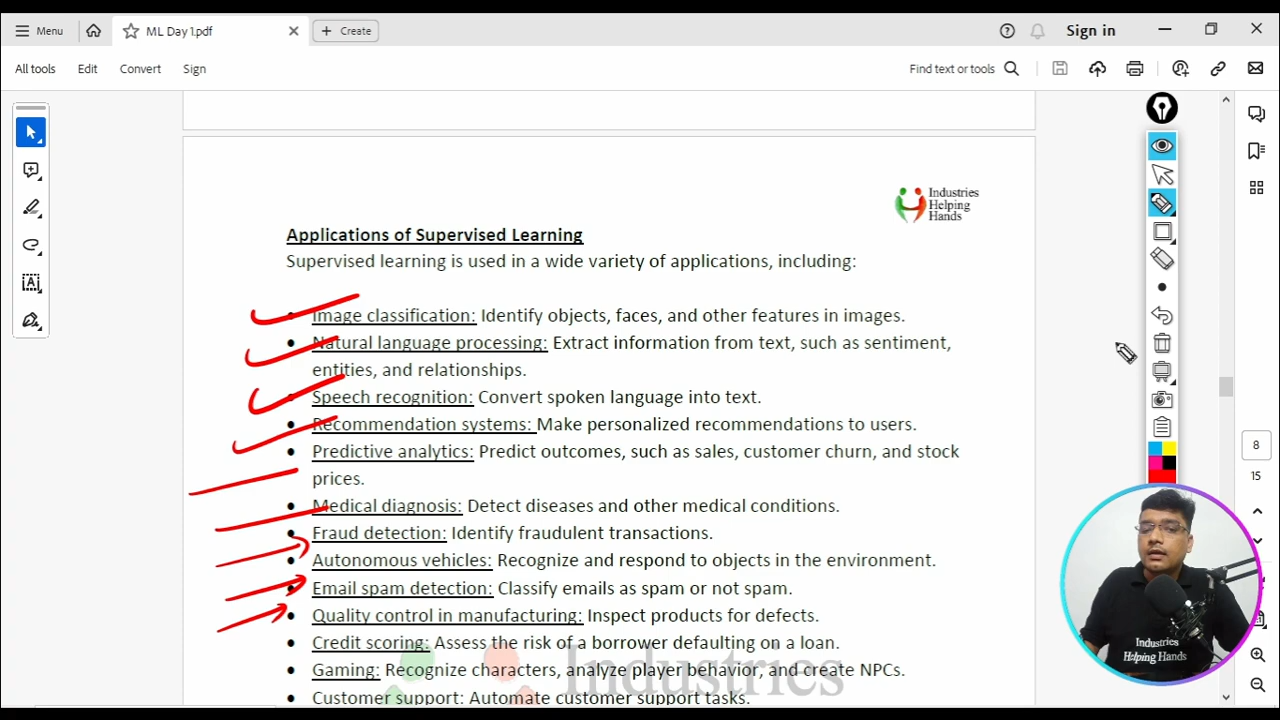 Menu
ML Day 1.pdf
Create
Sign in
All tools
Edit
Convert
Sign
Find text or tools
Industries
Helping
Hands
Applications of Supervised Learning
Supervised learning is used in a wide variety of applications, including:
• Image classification: Identify objects, faces, and other features in images.
• Natural language processing: Extract information from text, such as sentiment,
entities, and relationships.
• Speech recognition: Convert spoken language into text.
• Recommendation systems: Make personalized recommendations to users.
• Predictive analytics: Predict outcomes, such as sales, customer churn, and stock
prices.
• Medical diagnosis: Detect diseases and other medical conditions.
• Fraud detection: Identify fraudulent transactions.
• Autonomous vehicles: Recognize and respond to objects in the environment.
• Email spam detection: Classify emails as spam or not spam.
• Quality control in manufacturing: Inspect products for defects.
• Credit scoring: Assess the risk of a borrower defaulting on a loan.
• Gaming: Recognize characters, analyze player behavior, and create NPCs.
• Customer support: Automate customer support tasks.
Industries
8
15
Industries
Helping Hands